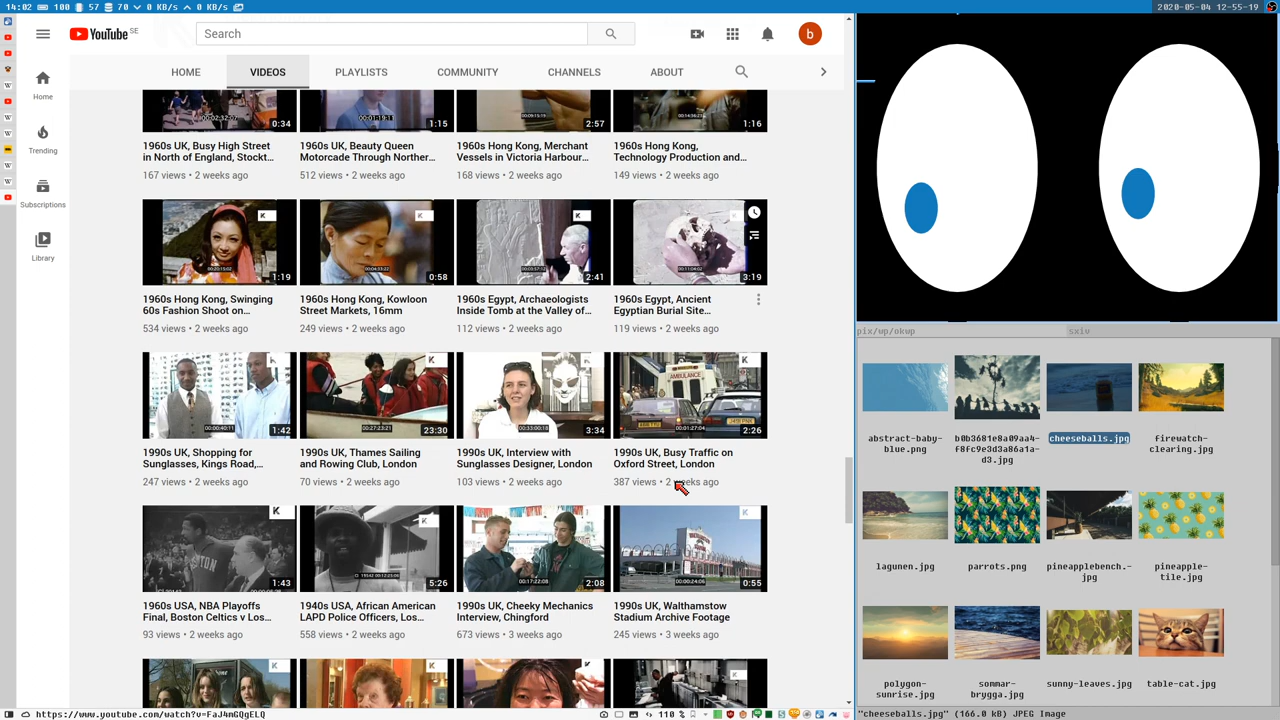 14:02 100 57 70 0 KB/s 0 KB/s
2020-05-04 12:55-19
YouTube SE
Search
b
HOME VIDEOS PLAYLISTS COMMUNITY CHANNELS ABOUT
Home
Trending
Subscriptions
Library
0:34 1:15 2:57 1:16
1960s UK, Busy High Street
in North of England, Stockt...
167 views • 2 weeks ago
1960s UK, Beauty Queen
Motorcade Through Norther...
512 views • 2 weeks ago
1960s Hong Kong, Merchant
Vessels in Victoria Harbour...
168 views • 2 weeks ago
1960s Hong Kong,
Technology Production and...
149 views • 2 weeks ago
K K K K
1:19 0:58 2:41 3:19
1960s Hong Kong, Swinging
60s Fashion Shoot on...
534 views • 2 weeks ago
1960s Hong Kong, Kowloon
Street Markets, 16mm
249 views • 2 weeks ago
1960s Egypt, Archaeologists
Inside Tomb at the Valley of...
112 views • 2 weeks ago
1960s Egypt, Ancient
Egyptian Burial Site...
119 views • 2 weeks ago
K K K K
AMBULANCE
1:42 23:30 3:34 2:26
1990s UK, Shopping for
Sunglasses, Kings Road,...
247 views • 2 weeks ago
1990s UK, Thames Sailing
and Rowing Club, London
70 views • 2 weeks ago
1990s UK, Interview with
Sunglasses Designer, London
103 views • 2 weeks ago
1990s UK, Busy Traffic on
Oxford Street, London
387 views • 2 weeks ago
K K K K
1:43 5:26 2:08 0:55
1960s USA, NBA Playoffs
Final, Boston Celtics v Los...
93 views • 2 weeks ago
1940s USA, African American
LAPD Police Officers, Los...
558 views • 2 weeks ago
1990s UK, Cheeky Mechanics
Interview, Chingford
673 views • 3 weeks ago
1990s UK, Walthamstow
Stadium Archive Footage
245 views • 3 weeks ago
K K K K
https://www.youtube.com/watch?v=FaJ4mGQgELQ
110 %
pix/wp/okwp sxiv
abstract-baby-
blue.png
b0b3681e8a09aa4-
f8fc9e3d3a86a1a-
d3.jpg
cheeseballs.jpg
firewatch-
clearing.jpg
lagunen.jpg
parrots.png
pineapplebench.-
jpg
pineapple-
tile.jpg
polygon-
sunrise.jpg
sommar-
brygga.jpg
sunny-leaves.jpg
table-cat.jpg
"cheeseballs.jpg" (166.0 kB) JPEG Image